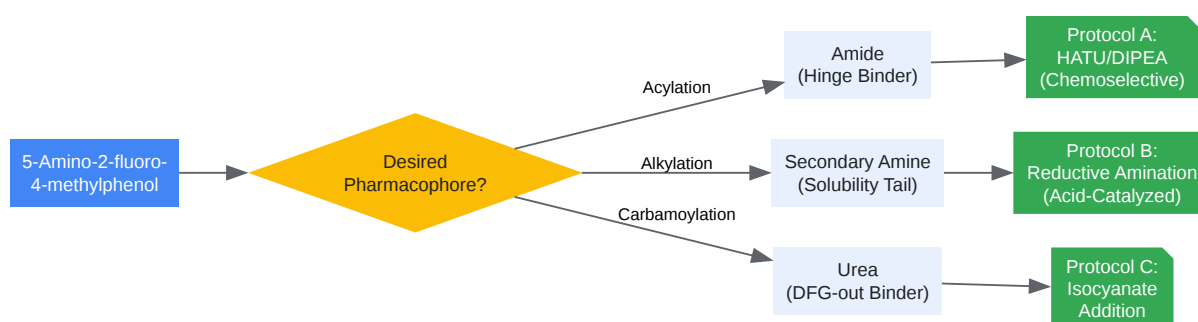 5-Amino-2-fluoro-
4-methylphenol
Desired
Pharmacophore?
Acylation
Alkylation
Carbamoylation
Amide
(Hinge Binder)
Secondary Amine
(Solubility Tail)
Urea
(DFG-out Binder)
Protocol A:
HATU/DIPEA
(Chemoselective)
Protocol B:
Reductive Amination
(Acid-Catalyzed)
Protocol C:
Isocyanate
Addition